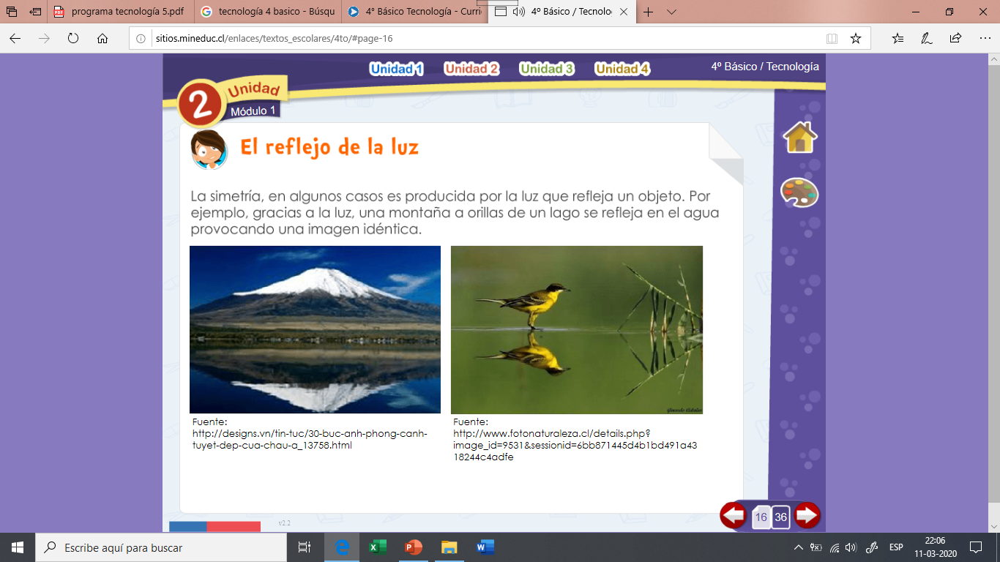 programa tecnología 5.pdf
tecnología 4 basico - Búsqu
4° Básico Tecnología - Curri
4º Básico / Tecnolo
sitios.mineduc.cl/enlaces/textos_escolares/4to/#page-16
Unidad 1 Unidad 2 Unidad 3 Unidad 4
4º Básico / Tecnología
2 Unidad
Módulo 1
El reflejo de la luz
La simetría, en algunos casos es producida por la luz que refleja un objeto. Por
ejemplo, gracias a la luz, una montaña a orillas de un lago se refleja en el agua
provocando una imagen idéntica.
Fuente:
http://designs.vn/tin-tuc/30-buc-anh-phong-canh-
tuyet-dep-cua-chau-a_13758.html
Fuente:
http://www.fotonaturaleza.cl/details.php?
image_id=9531&sessionid=6bb871445d4b1bd491a43
18244c4adfe
v2.2
16 36
Escribe aquí para buscar
ESP
22:06
11-03-2020